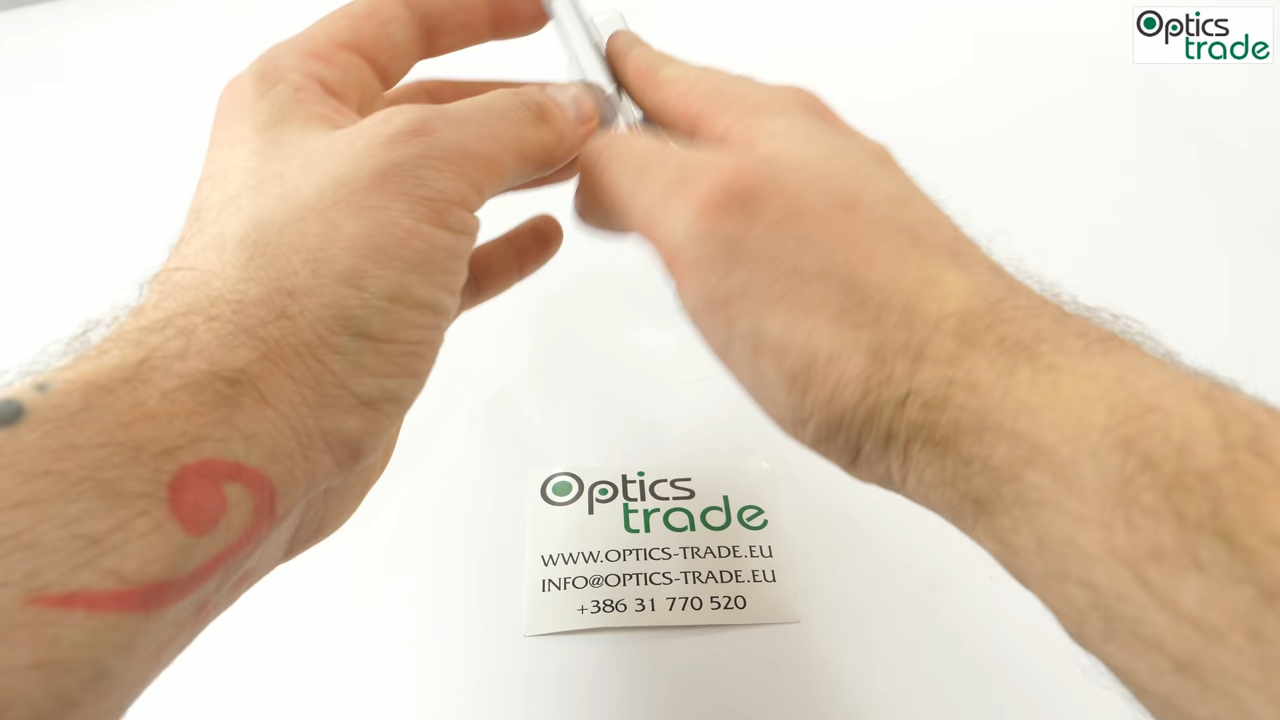 Optics
trade
Optics
trade
WWW.OPTICS-TRADE.EU
INFO@OPTICS-TRADE.EU
+386 31 770 520